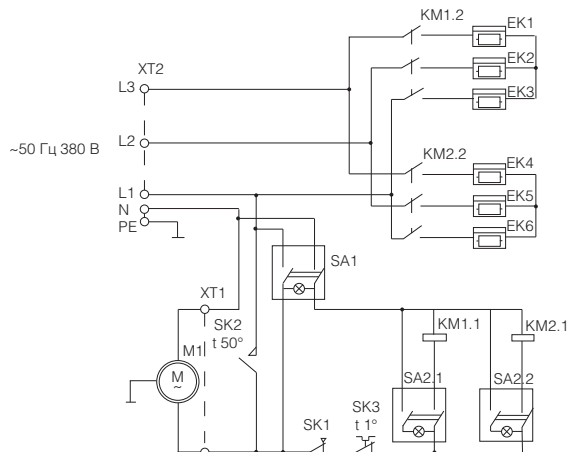 KM1.2
EK1
EK2
EK3
XT2
L3
L2
~50 Гц 380 В
KM2.2
EK4
EK5
EK6
L1
N
PE
SA1
XT1
SK2
t 50°
M1
M
~
KM1.1
KM2.1
SA2.1
SA2.2
SK1
SK3
t 1°